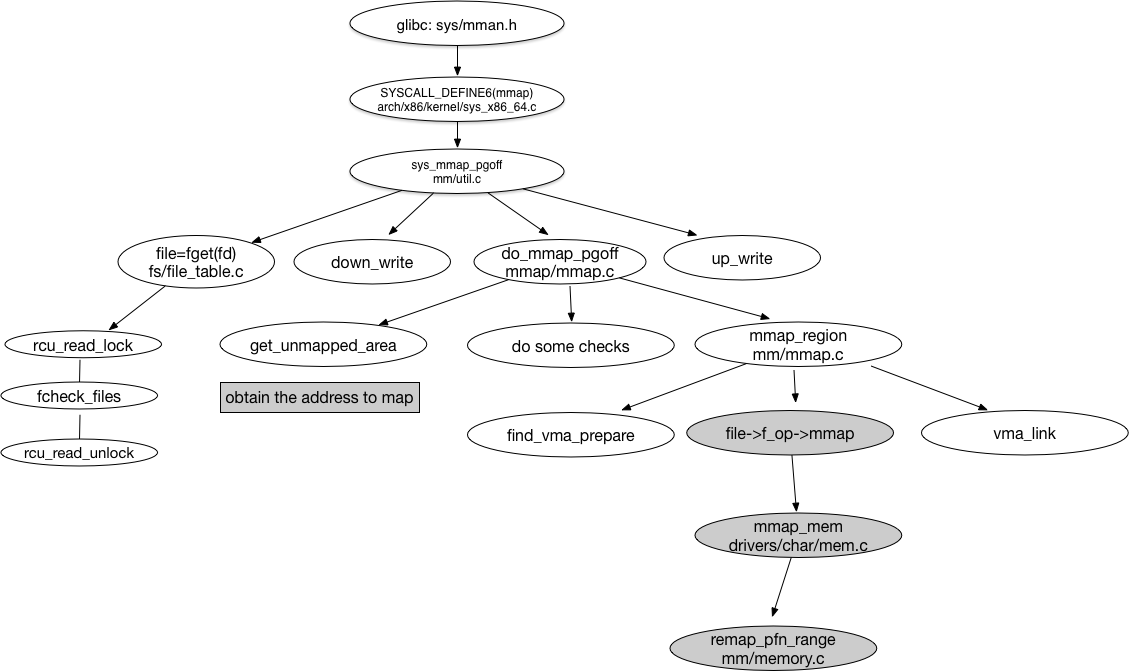 glibc: sys/mman.h
SYSCALL_DEFINE6(mmap)
arch/x86/kernel/sys_x86_64.c
sys_mmap_pgoff
mm/util.c
file=fget(fd)
fs/file_table.c
down_write
do_mmap_pgoff
mmap/mmap.c
up_write
rcu_read_lock
get_unmapped_area
do some checks
mmap_region
mm/mmap.c
fcheck_files
obtain the address to map
rcu_read_unlock
find_vma_prepare
file->f_op->mmap
vma_link
mmap_mem
drivers/char/mem.c
remap_pfn_range
mm/memory.c